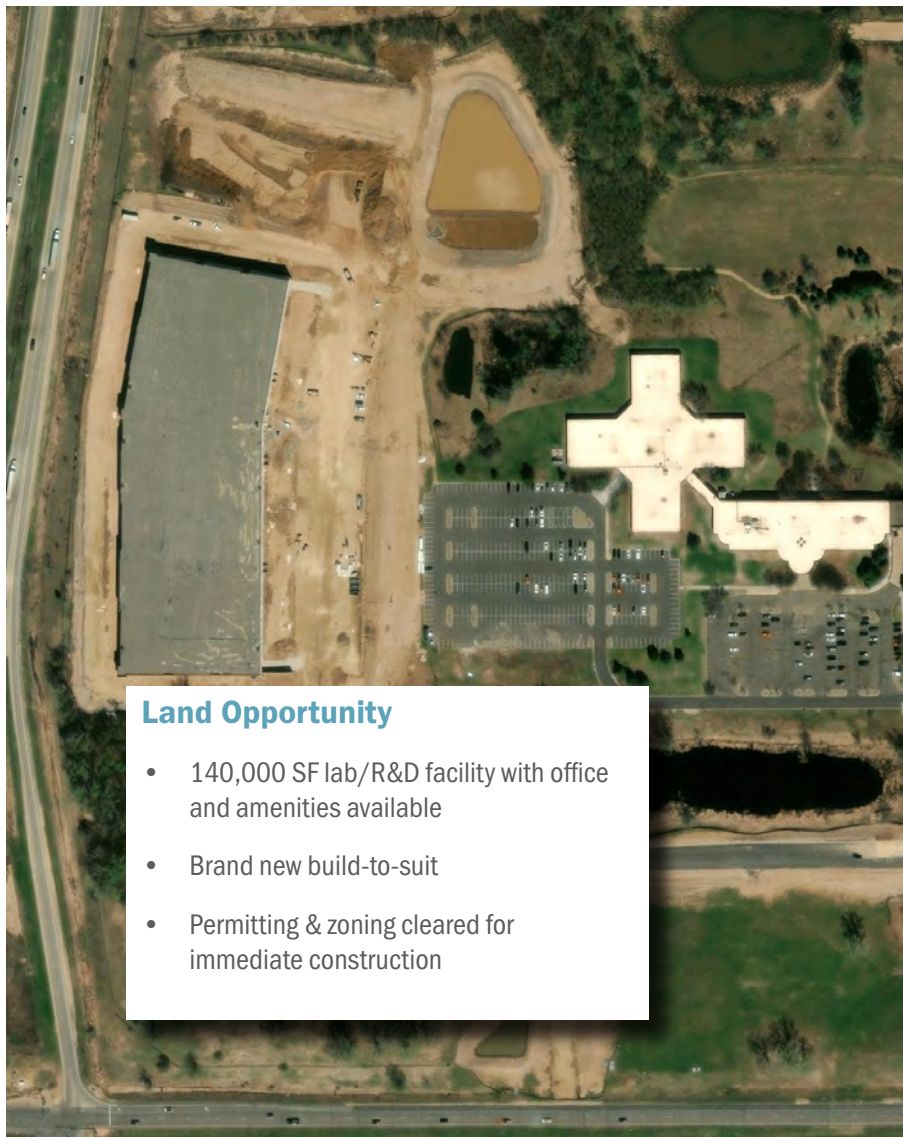 Land Opportunity
• 140,000 SF lab/R&D facility with office
and amenities available
• Brand new build-to-suit
• Permitting & zoning cleared for
immediate construction